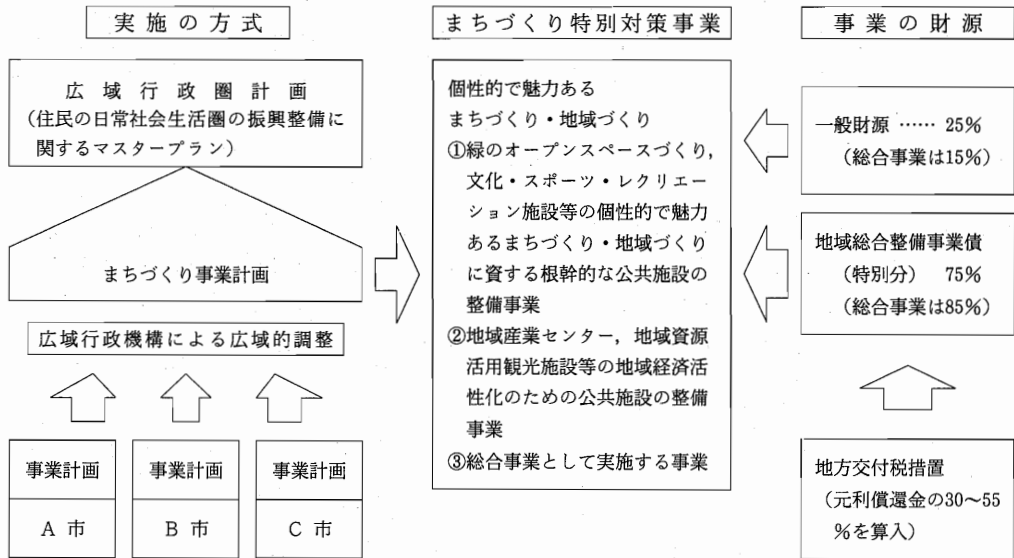 実施の方式
広域行政圏計画
(住民の日常社会生活圏の振興整備に
関するマスタープラン)
まちづくり事業計画
広域行政機構による広域的調整
事業計画
A 市
事業計画
B 市
事業計画
C 市
まちづくり特別対策事業
個性的で魅力ある
まちづくり・地域づくり
①緑のオープンスペースづくり,
文化・スポーツ・レクリエー
ション施設等の個性的で魅力
あるまちづくり・地域づくり
に資する根幹的な公共施設の
整備事業
②地域産業センター,地域資源
活用観光施設等の地域経済活
性化のための公共施設の整備
事業
③総合事業として実施する事業
事業の財源
一般財源 …… 25%
(総合事業は15%)
地域総合整備事業債
(特別分) 75%
(総合事業は85%)
地方交付税措置
(元利償還金の30~55
%を算入)